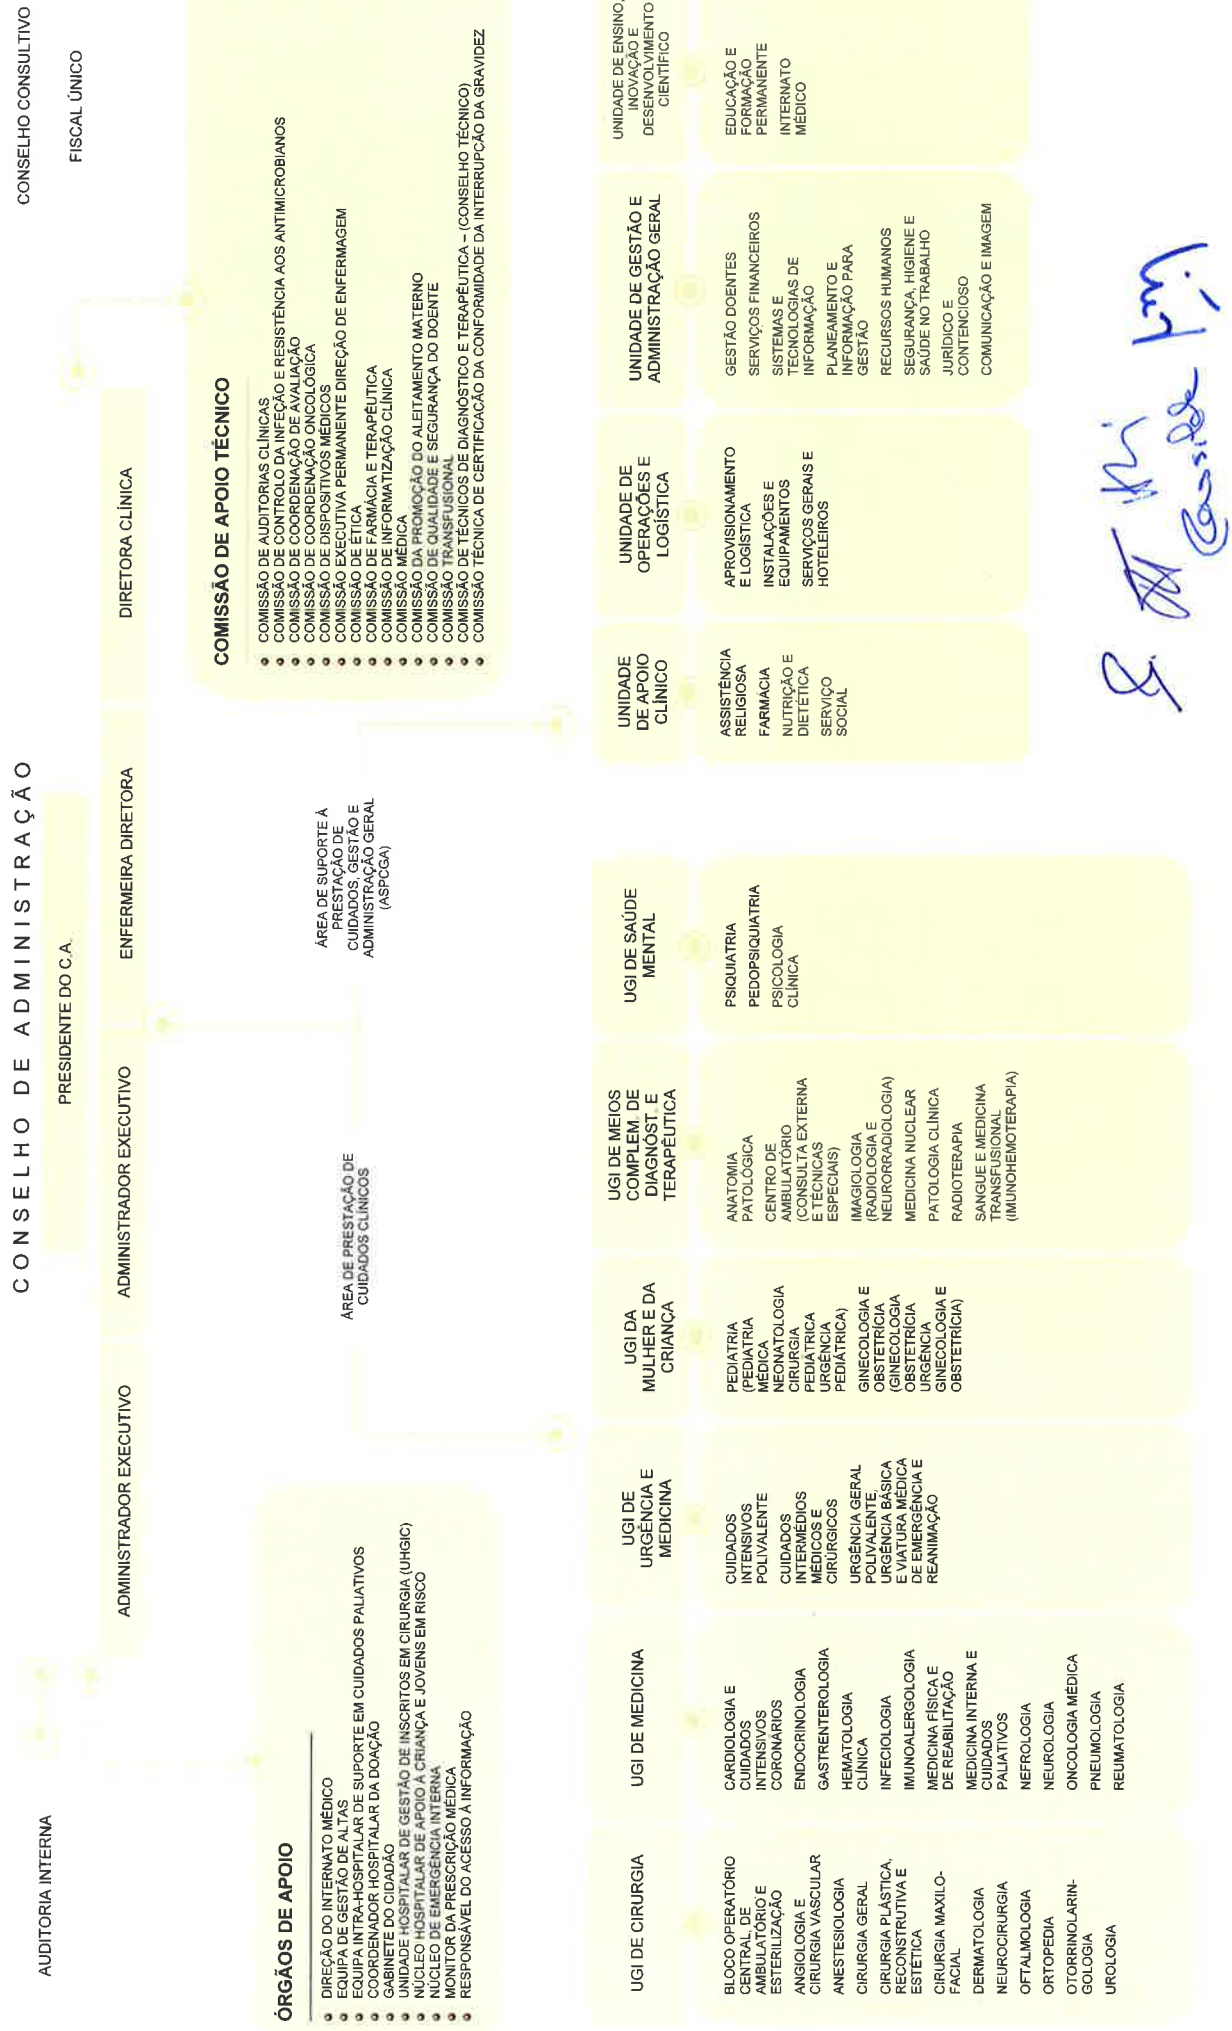 CONSELHO DE ADMINISTRAÇÃO
AUDITORIA INTERNA
PRESIDENTE DO C.A.
CONSELHO CONSULTIVO
FISCAL ÚNICO
ADMINISTRADOR EXECUTIVO
ADMINISTRADOR EXECUTIVO
ENFERMEIRA DIRETORA
DIRETORA CLÍNICA
ÓRGÃOS DE APOIO
DIREÇÃO DO INTERNATO MÉDICO
EQUIPA DE GESTÃO DE ALTAS
EQUIPA INTRA-HOSPITALAR DE SUPORTE EM CUIDADOS PALIATIVOS
COORDENADOR HOSPITALAR DA DOAÇÃO
GABINETE DO CIDADÃO
UNIDADE HOSPITALAR DE GESTÃO DE INSCRITOS EM CIRURGIA (UHGIC)
NÚCLEO HOSPITALAR DE APOIO À CRIANÇA E JOVENS EM RISCO
NÚCLEO DE EMERGÊNCIA INTERNA
MONITOR DA PRESCRIÇÃO MÉDICA
RESPONSÁVEL DO ACESSO À INFORMAÇÃO
COMISSÃO DE APOIO TÉCNICO
COMISSÃO DE AUDITORIAS CLÍNICAS
COMISSÃO DE CONTROLO DA INFEÇÃO E RESISTÊNCIA AOS ANTIMICROBIANOS
COMISSÃO DE COORDENAÇÃO DE AVALIAÇÃO
COMISSÃO DE COORDENAÇÃO ONCOLÓGICA
COMISSÃO DE DISPOSITIVOS MÉDICOS
COMISSÃO EXECUTIVA PERMANENTE DIREÇÃO DE ENFERMAGEM
COMISSÃO DE ÉTICA
COMISSÃO DE FARMÁCIA E TERAPÊUTICA
COMISSÃO DE INFORMATIZAÇÃO CLÍNICA
COMISSÃO MÉDICA
COMISSÃO DA PROMOÇÃO DO ALEITAMENTO MATERNO
COMISSÃO DE QUALIDADE E SEGURANÇA DO DOENTE
COMISSÃO TRANSFUSIONAL
COMISSÃO DE TÉCNICOS DE DIAGNÓSTICO E TERAPÊUTICA – (CONSELHO TÉCNICO)
COMISSÃO TÉCNICA DE CERTIFICAÇÃO DA CONFORMIDADE DA INTERRUPÇÃO DA GRAVIDEZ
ÁREA DE PRESTAÇÃO DE
CUIDADOS CLÍNICOS
ÁREA DE SUPORTE À
PRESTAÇÃO DE
CUIDADOS, GESTÃO E
ADMINISTRAÇÃO GERAL
(ASPCGA)
UGI DE CIRURGIA
BLOCO OPERATÓRIO
CENTRAL, DE
AMBULATÓRIO E
ESTERILIZAÇÃO
ANGIOLOGIA E
CIRURGIA VASCULAR
ANESTESIOLOGIA
CIRURGIA GERAL
CIRURGIA PLÁSTICA,
RECONSTRUTIVA E
ESTÉTICA
CIRURGIA MAXILO-
FACIAL
DERMATOLOGIA
NEUROCIRURGIA
OFTALMOLOGIA
ORTOPEDIA
OTORRINOLARIN-
GOLOGIA
UROLOGIA
UGI DE MEDICINA
CARDIOLOGIA E
CUIDADOS
INTENSIVOS
CORONÁRIOS
ENDOCRINOLOGIA
GASTRENTEROLOGIA
HEMATOLOGIA
CLÍNICA
INFECIOLOGIA
IMUNOALERGOLOGIA
MEDICINA FÍSICA E
DE REABILITAÇÃO
MEDICINA INTERNA E
CUIDADOS
PALIATIVOS
NEFROLOGIA
NEUROLOGIA
ONCOLOGIA MÉDICA
PNEUMOLOGIA
REUMATOLOGIA
UGI DE
URGÊNCIA E
MEDICINA
CUIDADOS
INTENSIVOS
POLIVALENTE
CUIDADOS
INTERMÉDIOS
MÉDICOS E
CIRÚRGICOS
URGÊNCIA GERAL
POLIVALENTE,
URGÊNCIA BÁSICA
E VIATURA MÉDICA
DE EMERGÊNCIA E
REANIMAÇÃO
UGI DA
MULHER E DA
CRIANÇA
PEDIATRIA
(PEDIATRIA
MÉDICA
NEONATOLOGIA
CIRURGIA
PEDIÁTRICA
URGÊNCIA
PEDIÁTRICA)
GINECOLOGIA E
OBSTETRÍCIA
(GINECOLOGIA
OBSTETRÍCIA
URGÊNCIA
GINECOLOGIA E
OBSTETRÍCIA)
UGI DE MEIOS
COMPLEM. DE
DIAGNÓST. E
TERAPÊUTICA
ANATOMIA
PATOLÓGICA
CENTRO DE
AMBULATÓRIO
(CONSULTA EXTERNA
E TÉCNICAS
ESPECIAIS)
IMAGIOLOGIA
(RADIOLOGIA E
NEURORRADIOLOGIA)
MEDICINA NUCLEAR
PATOLOGIA CLÍNICA
RADIOTERAPIA
SANGUE E MEDICINA
TRANSFUSIONAL
(IMUNOHEMOTERAPIA)
UGI DE SAÚDE
MENTAL
PSIQUIATRIA
PEDOPSIQUIATRIA
PSICOLOGIA
CLÍNICA
UNIDADE
DE APOIO
CLÍNICO
ASSISTÊNCIA
RELIGIOSA
FARMÁCIA
NUTRIÇÃO E
DIETÉTICA
SERVIÇO
SOCIAL
UNIDADE DE
OPERAÇÕES E
LOGÍSTICA
APROVISIONAMENTO
E LOGÍSTICA
INSTALAÇÕES E
EQUIPAMENTOS
SERVIÇOS GERAIS E
HOTELEIROS
UNIDADE DE GESTÃO E
ADMINISTRAÇÃO GERAL
GESTÃO DOENTES
SERVIÇOS FINANCEIROS
SISTEMAS E
TECNOLOGIAS DE
INFORMAÇÃO
PLANEAMENTO E
INFORMAÇÃO PARA
GESTÃO
RECURSOS HUMANOS
SEGURANÇA, HIGIENE E
SAÚDE NO TRABALHO
JURÍDICO E
CONTENCIOSO
COMUNICAÇÃO E IMAGEM
UNIDADE DE ENSINO,
INOVAÇÃO E
DESENVOLVIMENTO
CIENTÍFICO
EDUCAÇÃO E
FORMAÇÃO
PERMANENTE
INTERNATO
MÉDICO